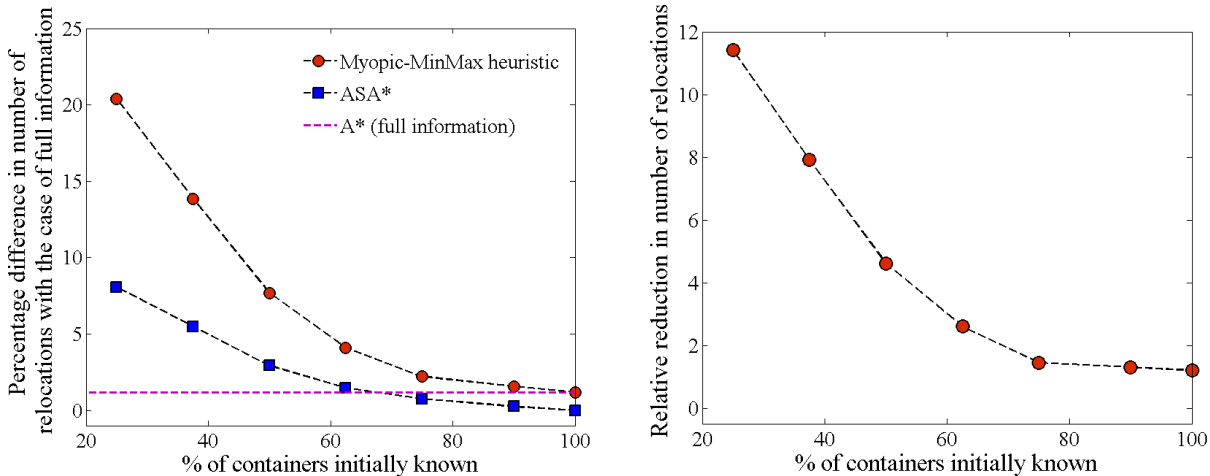 Percentage difference in number of
relocations with the case of full information
25
20
15
10
5
0
20
40
60
80
100
% of containers initially known
Myopic-MinMax heuristic
ASA*
A* (full information)
Relative reduction in number of relocations
12
10
8
6
4
2
0
20
40
60
80
100
% of containers initially known